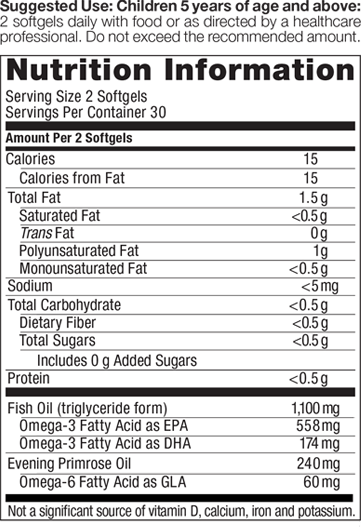 Suggested Use: Children 5 years of age and above:
2 softgels daily with food or as directed by a healthcare
professional. Do not exceed the recommended amount.
Nutrition Information
Serving Size 2 Softgels
Servings Per Container 30
Amount Per 2 Softgels
Calories 15
Calories from Fat 15
Total Fat 1.5 g
Saturated Fat <0.5 g
Trans Fat 0 g
Polyunsaturated Fat 1g
Monounsaturated Fat <0.5 g
Sodium <5 mg
Total Carbohydrate <0.5 g
Dietary Fiber <0.5 g
Total Sugars <0.5 g
Includes 0 g Added Sugars
Protein <0.5 g
Fish Oil (triglyceride form) 1,100 mg
Omega-3 Fatty Acid as EPA 558 mg
Omega-3 Fatty Acid as DHA 174 mg
Evening Primrose Oil 240 mg
Omega-6 Fatty Acid as GLA 60 mg
Not a significant source of vitamin D, calcium, iron and potassium.